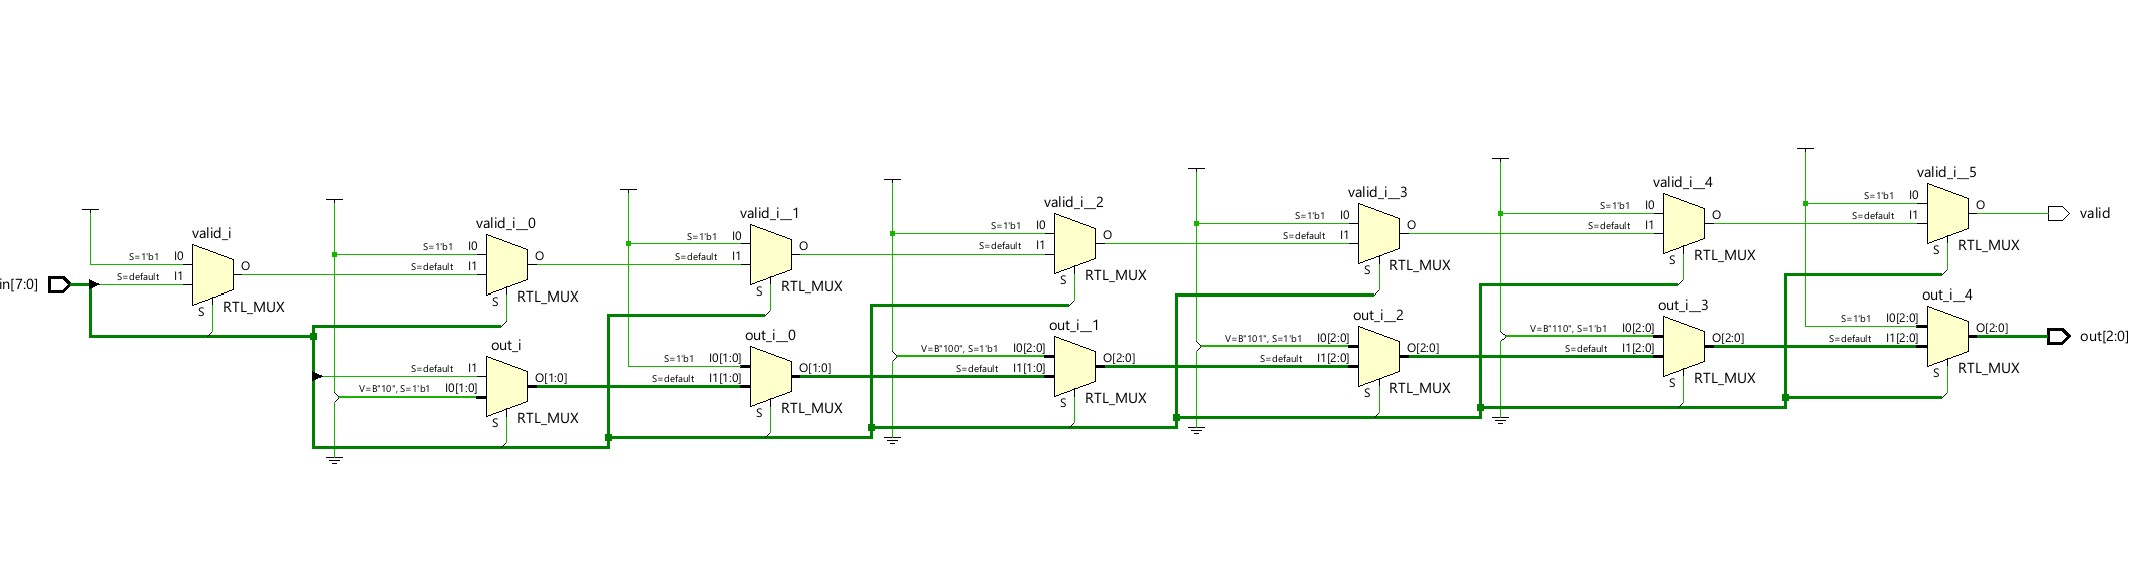 in[7:0]
valid_i
S=1'b1 I0
S=default I1
O
S
RTL_MUX
valid_i__0
S=1'b1 I0
S=default I1
O
S
RTL_MUX
out_i
S=default I1
V=B"10", S=1'b1 I0[1:0]
O[1:0]
S
RTL_MUX
valid_i__1
S=1'b1 I0
S=default I1
O
S
RTL_MUX
out_i__0
S=1'b1 I0[1:0]
S=default I1[1:0]
O[1:0]
S
RTL_MUX
valid_i__2
S=1'b1 I0
S=default I1
O
S
RTL_MUX
out_i__1
V=B"100", S=1'b1 I0[2:0]
S=default I1[1:0]
O[2:0]
S
RTL_MUX
valid_i__3
S=1'b1 I0
S=default I1
O
S
RTL_MUX
out_i__2
V=B"101", S=1'b1 I0[2:0]
S=default I1[2:0]
O[2:0]
S
RTL_MUX
valid_i__4
S=1'b1 I0
S=default I1
O
S
RTL_MUX
out_i__3
V=B"110", S=1'b1 I0[2:0]
S=default I1[2:0]
O[2:0]
S
RTL_MUX
valid_i__5
S=1'b1 I0
S=default I1
O
S
RTL_MUX
out_i__4
S=1'b1 I0[2:0]
S=default I1[2:0]
O[2:0]
S
RTL_MUX
valid
out[2:0]